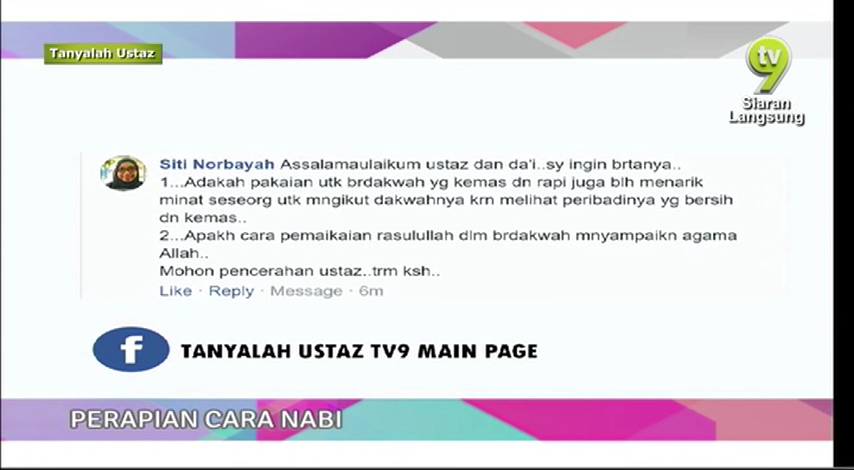 Tanyalah Ustaz
tv
9
Siaran
Langsung
Siti Norbayah Assalamaulaikum ustaz dan da'i..sy ingin brtanya..
1...Adakah pakaian utk brdakwah yg kemas dn rapi juga blh menarik
minat seseorg utk mngikut dakwahnya krn melihat peribadinya yg bersih
dn kemas..
2...Apakh cara pemaikaian rasulullah dlm brdakwah mnyampaikn agama
Allah..
Mohon pencerahan ustaz..trm ksh..
Like · Reply · Message · 6m
f TANYALAH USTAZ TV9 MAIN PAGE
PERAPIAN CARA NABI